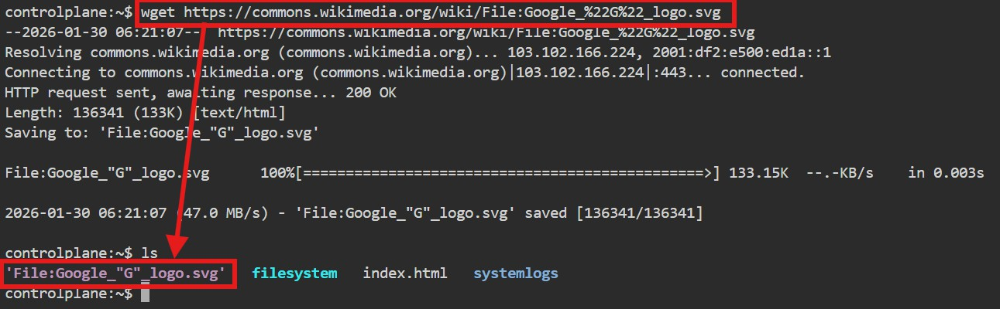 controlplane:~$ wget https://commons.wikimedia.org/wiki/File:Google_%22G%22_logo.svg
--2026-01-30 06:21:07--  https://commons.wikimedia.org/wiki/File:Google_%22G%22_logo.svg
Resolving commons.wikimedia.org (commons.wikimedia.org)... 103.102.166.224, 2001:df2:e500:ed1a::1
Connecting to commons.wikimedia.org (commons.wikimedia.org)|103.102.166.224|:443... connected.
HTTP request sent, awaiting response... 200 OK
Length: 136341 (133K) [text/html]
Saving to: 'File:Google_"G"_logo.svg'
File:Google_"G"_logo.svg      100%[===============================================>] 133.15K  --.-KB/s    in 0.003s
2026-01-30 06:21:07 (47.0 MB/s) - 'File:Google_"G"_logo.svg' saved [136341/136341]
controlplane:~$ ls
'File:Google_"G"_logo.svg'   filesystem   index.html   systemlogs
controlplane:~$